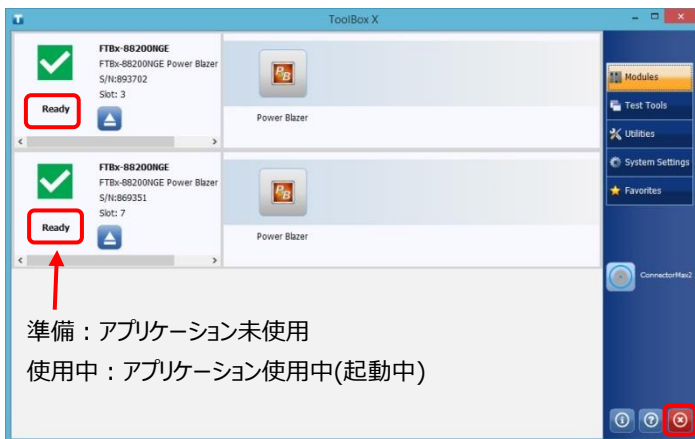 ToolBox X
FTBx-88200NGE
FTBx-88200NGE Power Blazer
S/N:893702
Slot: 3
Ready
Power Blazer
FTBx-88200NGE
FTBx-88200NGE Power Blazer
S/N:869351
Slot: 7
Ready
Power Blazer
準備：アプリケーション未使用
使用中：アプリケーション使用中(起動中)
Modules
Test Tools
Utilities
System Settings
Favorites
ConnectorMax2